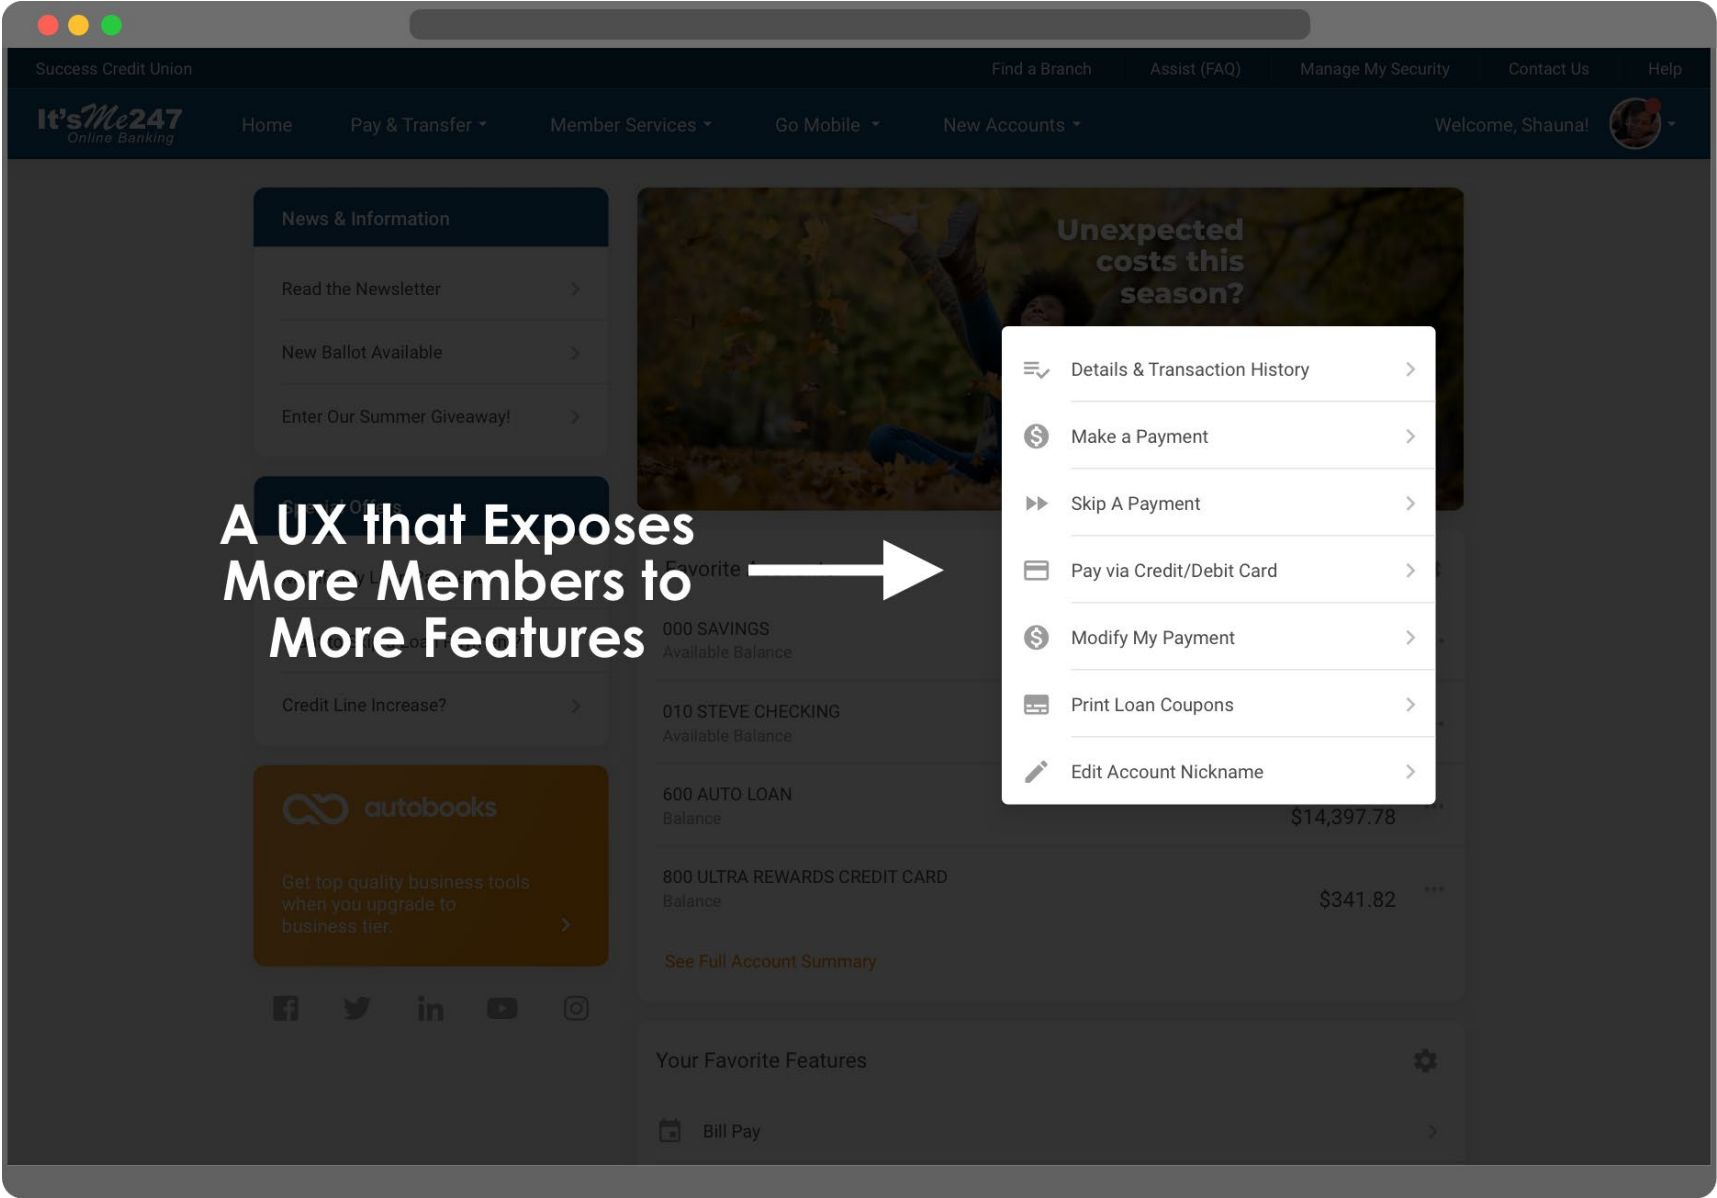 Success Credit Union
Find a Branch
Assist (FAQ)
Manage My Security
Contact Us
Help
It'sMe247
Online Banking
Home
Pay & Transfer
Member Services
Go Mobile
New Accounts
Welcome, Shauna!
News & Information
Read the Newsletter
New Ballot Available
Enter Our Summer Giveaway!
Special Offers
A UX that Exposes
More Members to
More Features
Credit Line Increase?
autobooks
Get top quality business tools
when you upgrade to
business tier.
Unexpected
costs this
season?
Details & Transaction History
Make a Payment
Skip A Payment
Pay via Credit/Debit Card
Modify My Payment
Print Loan Coupons
Edit Account Nickname
Favorite
000 SAVINGS
Available Balance
010 STEVE CHECKING
Available Balance
600 AUTO LOAN
Balance
$14,397.78
800 ULTRA REWARDS CREDIT CARD
Balance
$341.82
See Full Account Summary
Your Favorite Features
Bill Pay